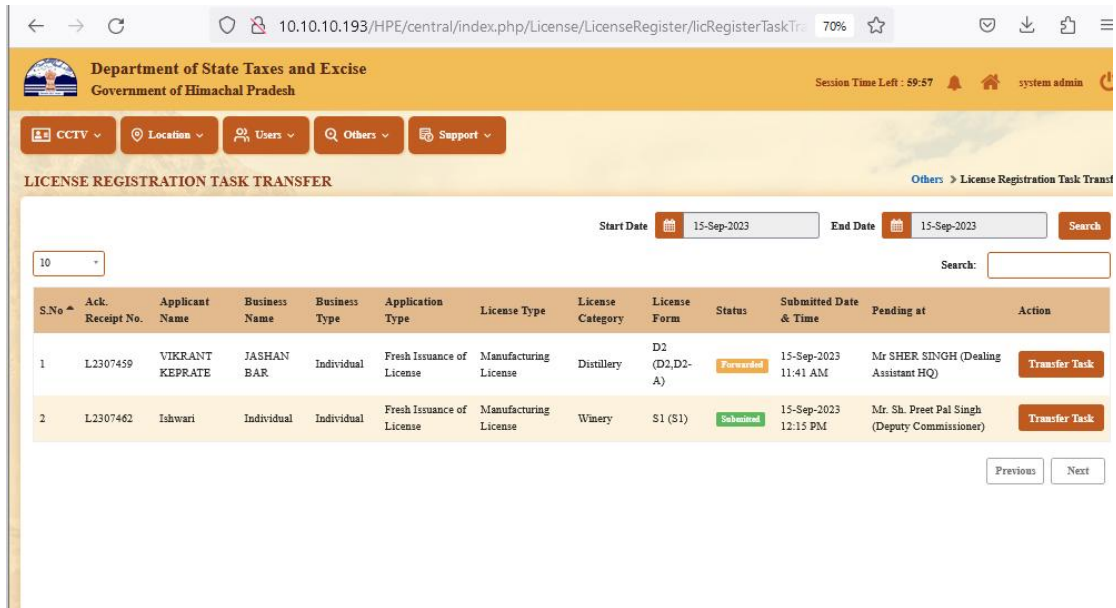 10.10.10.193/HPE/central/index.php/License/LicenseRegister/licRegisterTaskTra 70%
Department of State Taxes and Excise
Government of Himachal Pradesh
Session Time Left : 59:57 system admin
CCTV Location Users Others Support
LICENSE REGISTRATION TASK TRANSFER
Others > License Registration Task Transf
Start Date 15-Sep-2023 End Date 15-Sep-2023 Search
10 Search:
S.No Ack. Receipt No. Applicant Name Business Name Business Type Application Type License Type License Category License Form Status Submitted Date & Time Pending at Action
1 L2307459 VIKRANT KEPRATE JASHAN BAR Individual Fresh Issuance of License Manufacturing License Distillery D2 (D2,D2-A) Forwarded 15-Sep-2023 11:41 AM Mr SHER SINGH (Dealing Assistant HQ) Transfer Task
2 L2307462 Ishwari Individual Individual Fresh Issuance of License Manufacturing License Winery S1 (S1) Submitted 15-Sep-2023 12:15 PM Mr. Sh. Preet Pal Singh (Deputy Commissioner) Transfer Task
Previous Next